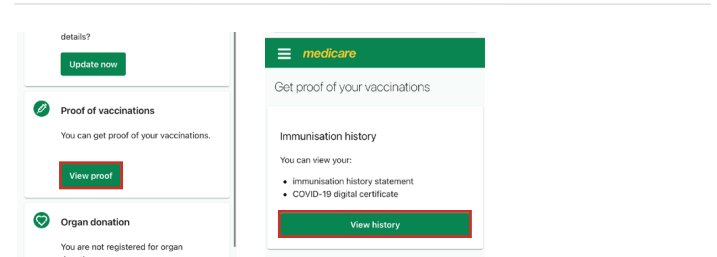 details?
Update now
Proof of vaccinations
You can get proof of your vaccinations.
View proof
Organ donation
You are not registered for organ
medicare
Get proof of your vaccinations
Immunisation history
You can view your:
• immunisation history statement
• COVID-19 digital certificate
View history